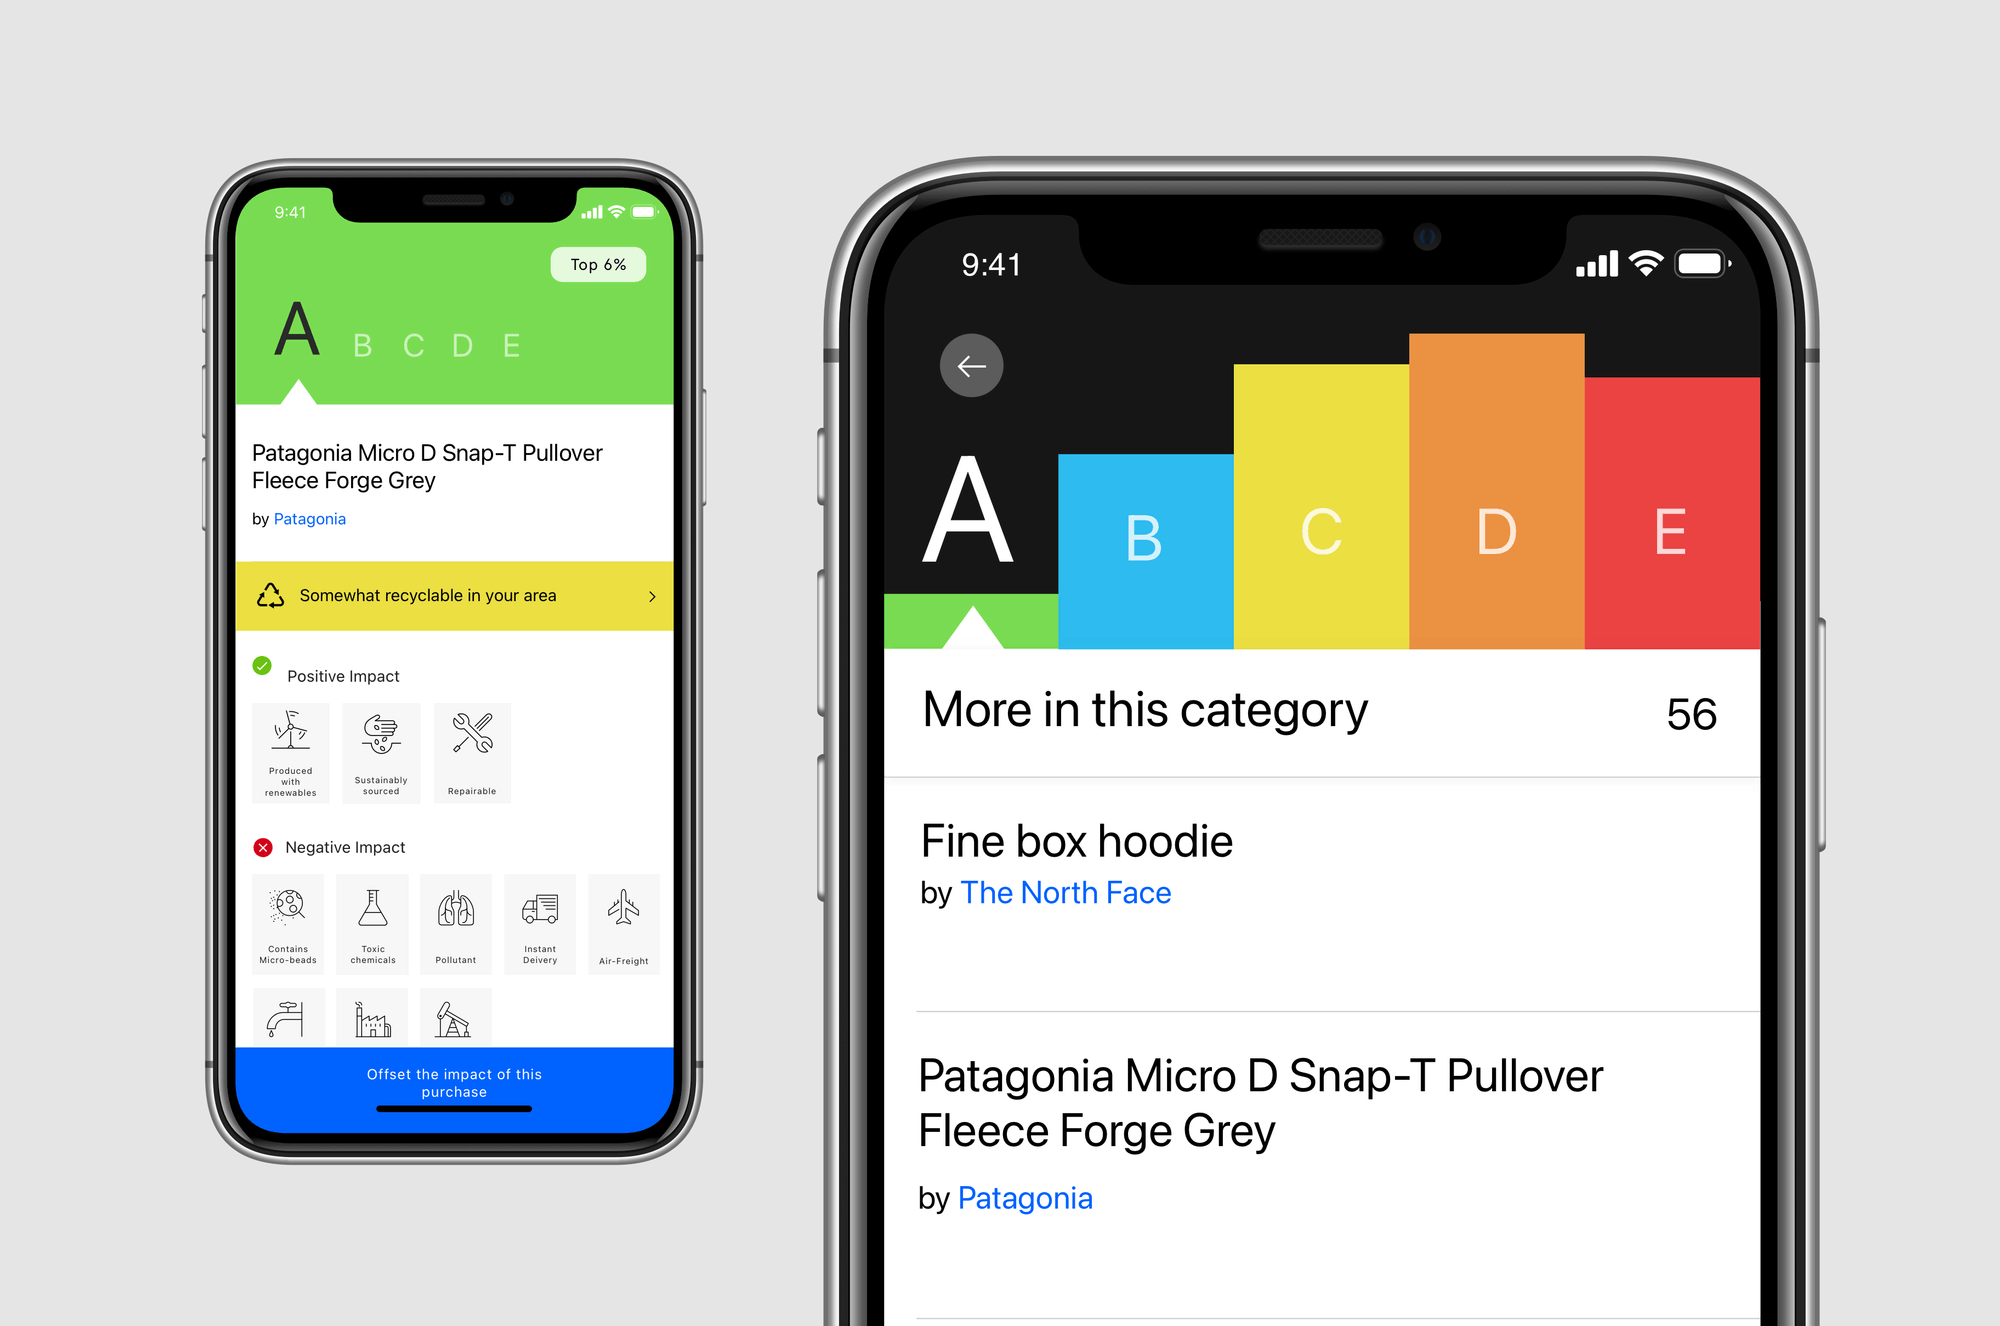 9:41
Top 6%
A B C D E
Patagonia Micro D Snap-T Pullover
Fleece Forge Grey
by Patagonia
Somewhat recyclable in your area
Positive Impact
Produced
with
renewables
Sustainably
sourced
Repairable
Negative Impact
Contains
Micro-beads
Toxic
chemicals
Pollutant
Instant
Deivery
Air-Freight
Offset the impact of this
purchase
9:41
A B C D E
More in this category 56
Fine box hoodie
by The North Face
Patagonia Micro D Snap-T Pullover
Fleece Forge Grey
by Patagonia